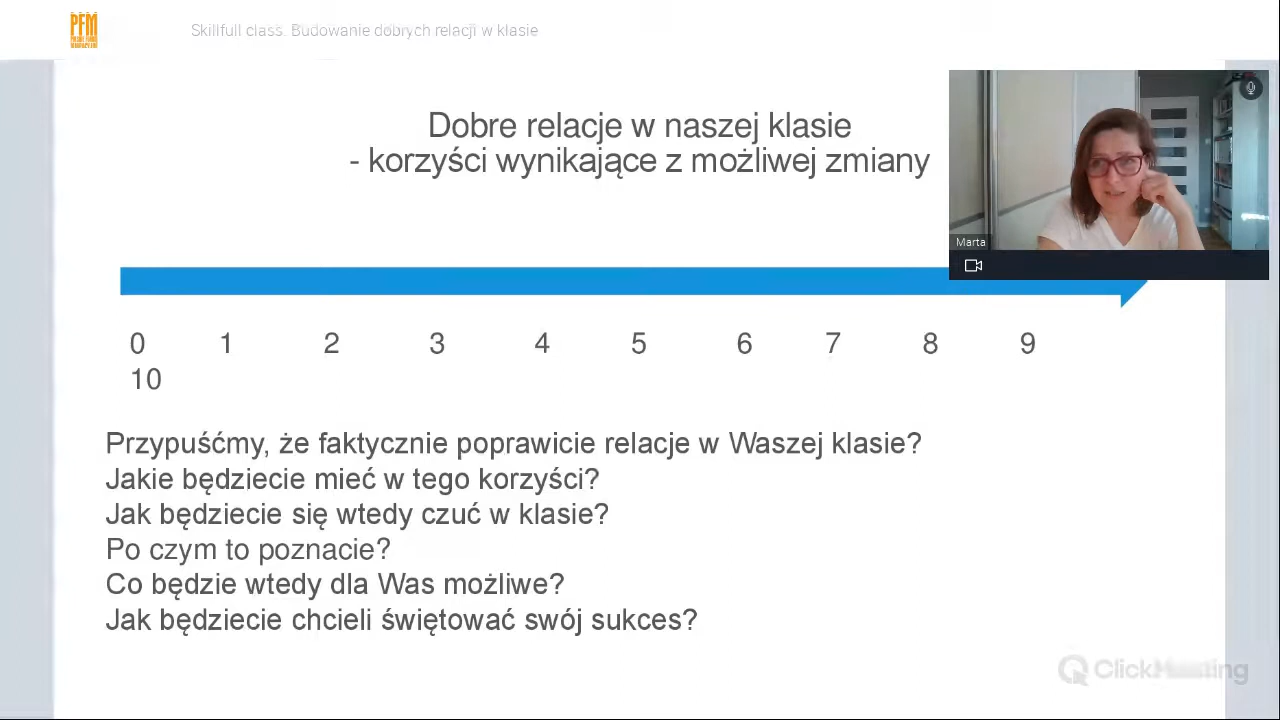 PFM
Skillfull class. Budowanie dobrych relacji w klasie
Dobre relacje w naszej klasie
- korzyści wynikające z możliwej zmiany
Marta
0 1 2 3 4 5 6 7 8 9
10
Przypuśćmy, że faktycznie poprawicie relacje w Waszej klasie?
Jakie będziecie mieć w tego korzyści?
Jak będziecie się wtedy czuć w klasie?
Po czym to poznacie?
Co będzie wtedy dla Was możliwe?
Jak będziecie chcieli świętować swój sukces?
ClickMeeting